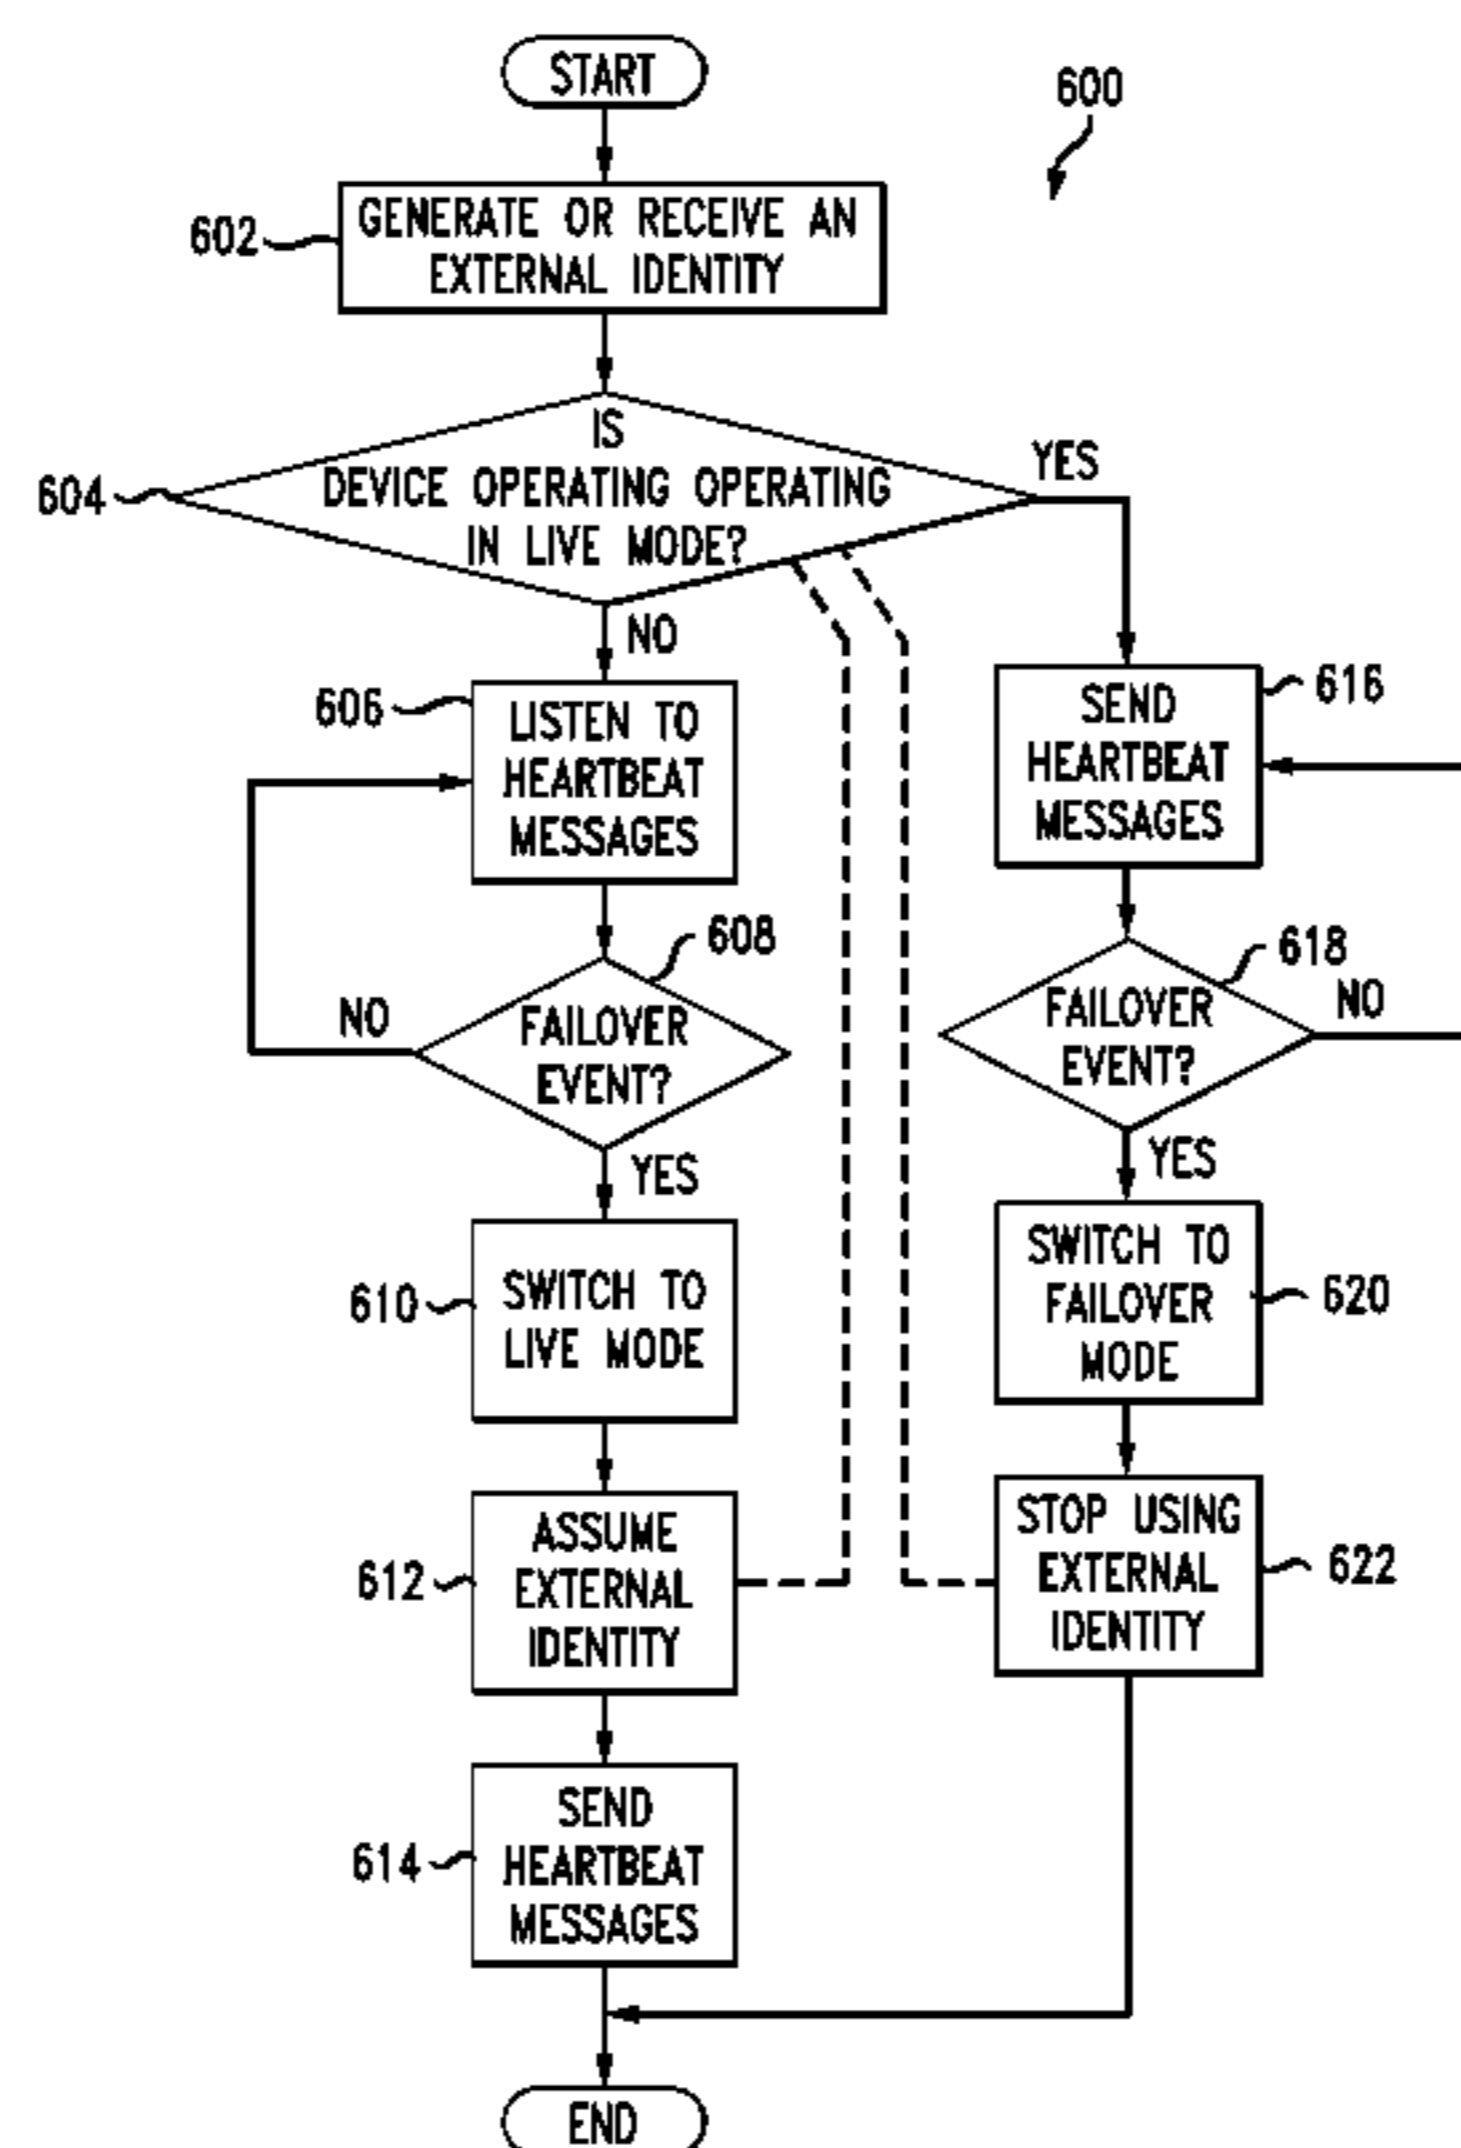 START
600
602
GENERATE OR RECEIVE AN
EXTERNAL IDENTITY
604
IS
DEVICE OPERATING OPERATING
IN LIVE MODE?
YES
NO
606
LISTEN TO
HEARTBEAT
MESSAGES
608
FAILOVER
EVENT?
NO
YES
610
SWITCH TO
LIVE MODE
612
ASSUME
EXTERNAL
IDENTITY
614
SEND
HEARTBEAT
MESSAGES
616
SEND
HEARTBEAT
MESSAGES
618
FAILOVER
EVENT?
NO
YES
620
SWITCH TO
FAILOVER
MODE
622
STOP USING
EXTERNAL
IDENTITY
END